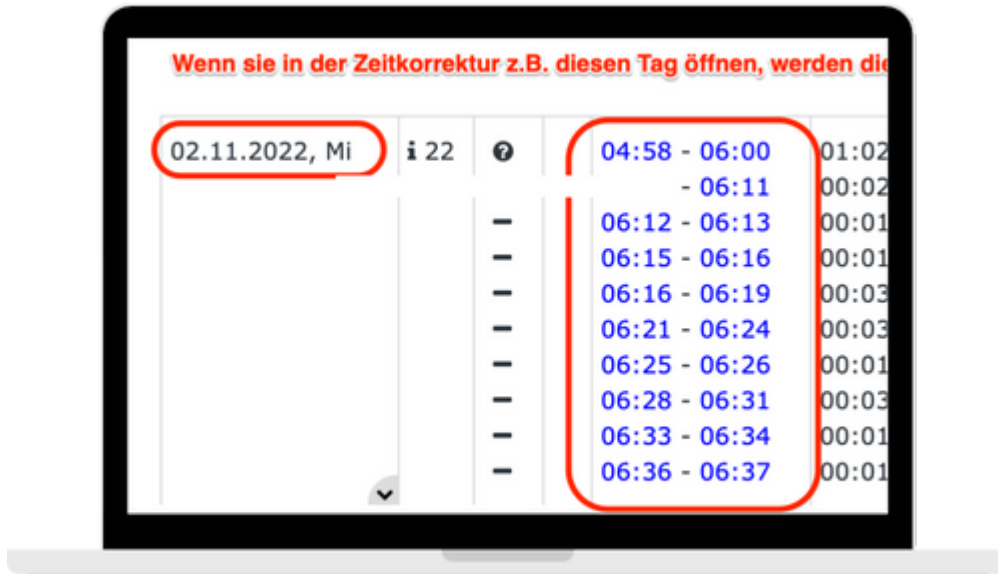 Wenn sie in der Zeitkorrektur z.B. diesen Tag öffnen, werden die
02.11.2022, Mi i 22 ? 04:58 - 06:00 01:02
- 06:11 00:02
− 06:12 - 06:13 00:01
− 06:15 - 06:16 00:01
− 06:16 - 06:19 00:03
− 06:21 - 06:24 00:03
− 06:25 - 06:26 00:01
− 06:28 - 06:31 00:03
− 06:33 - 06:34 00:01
− 06:36 - 06:37 00:01